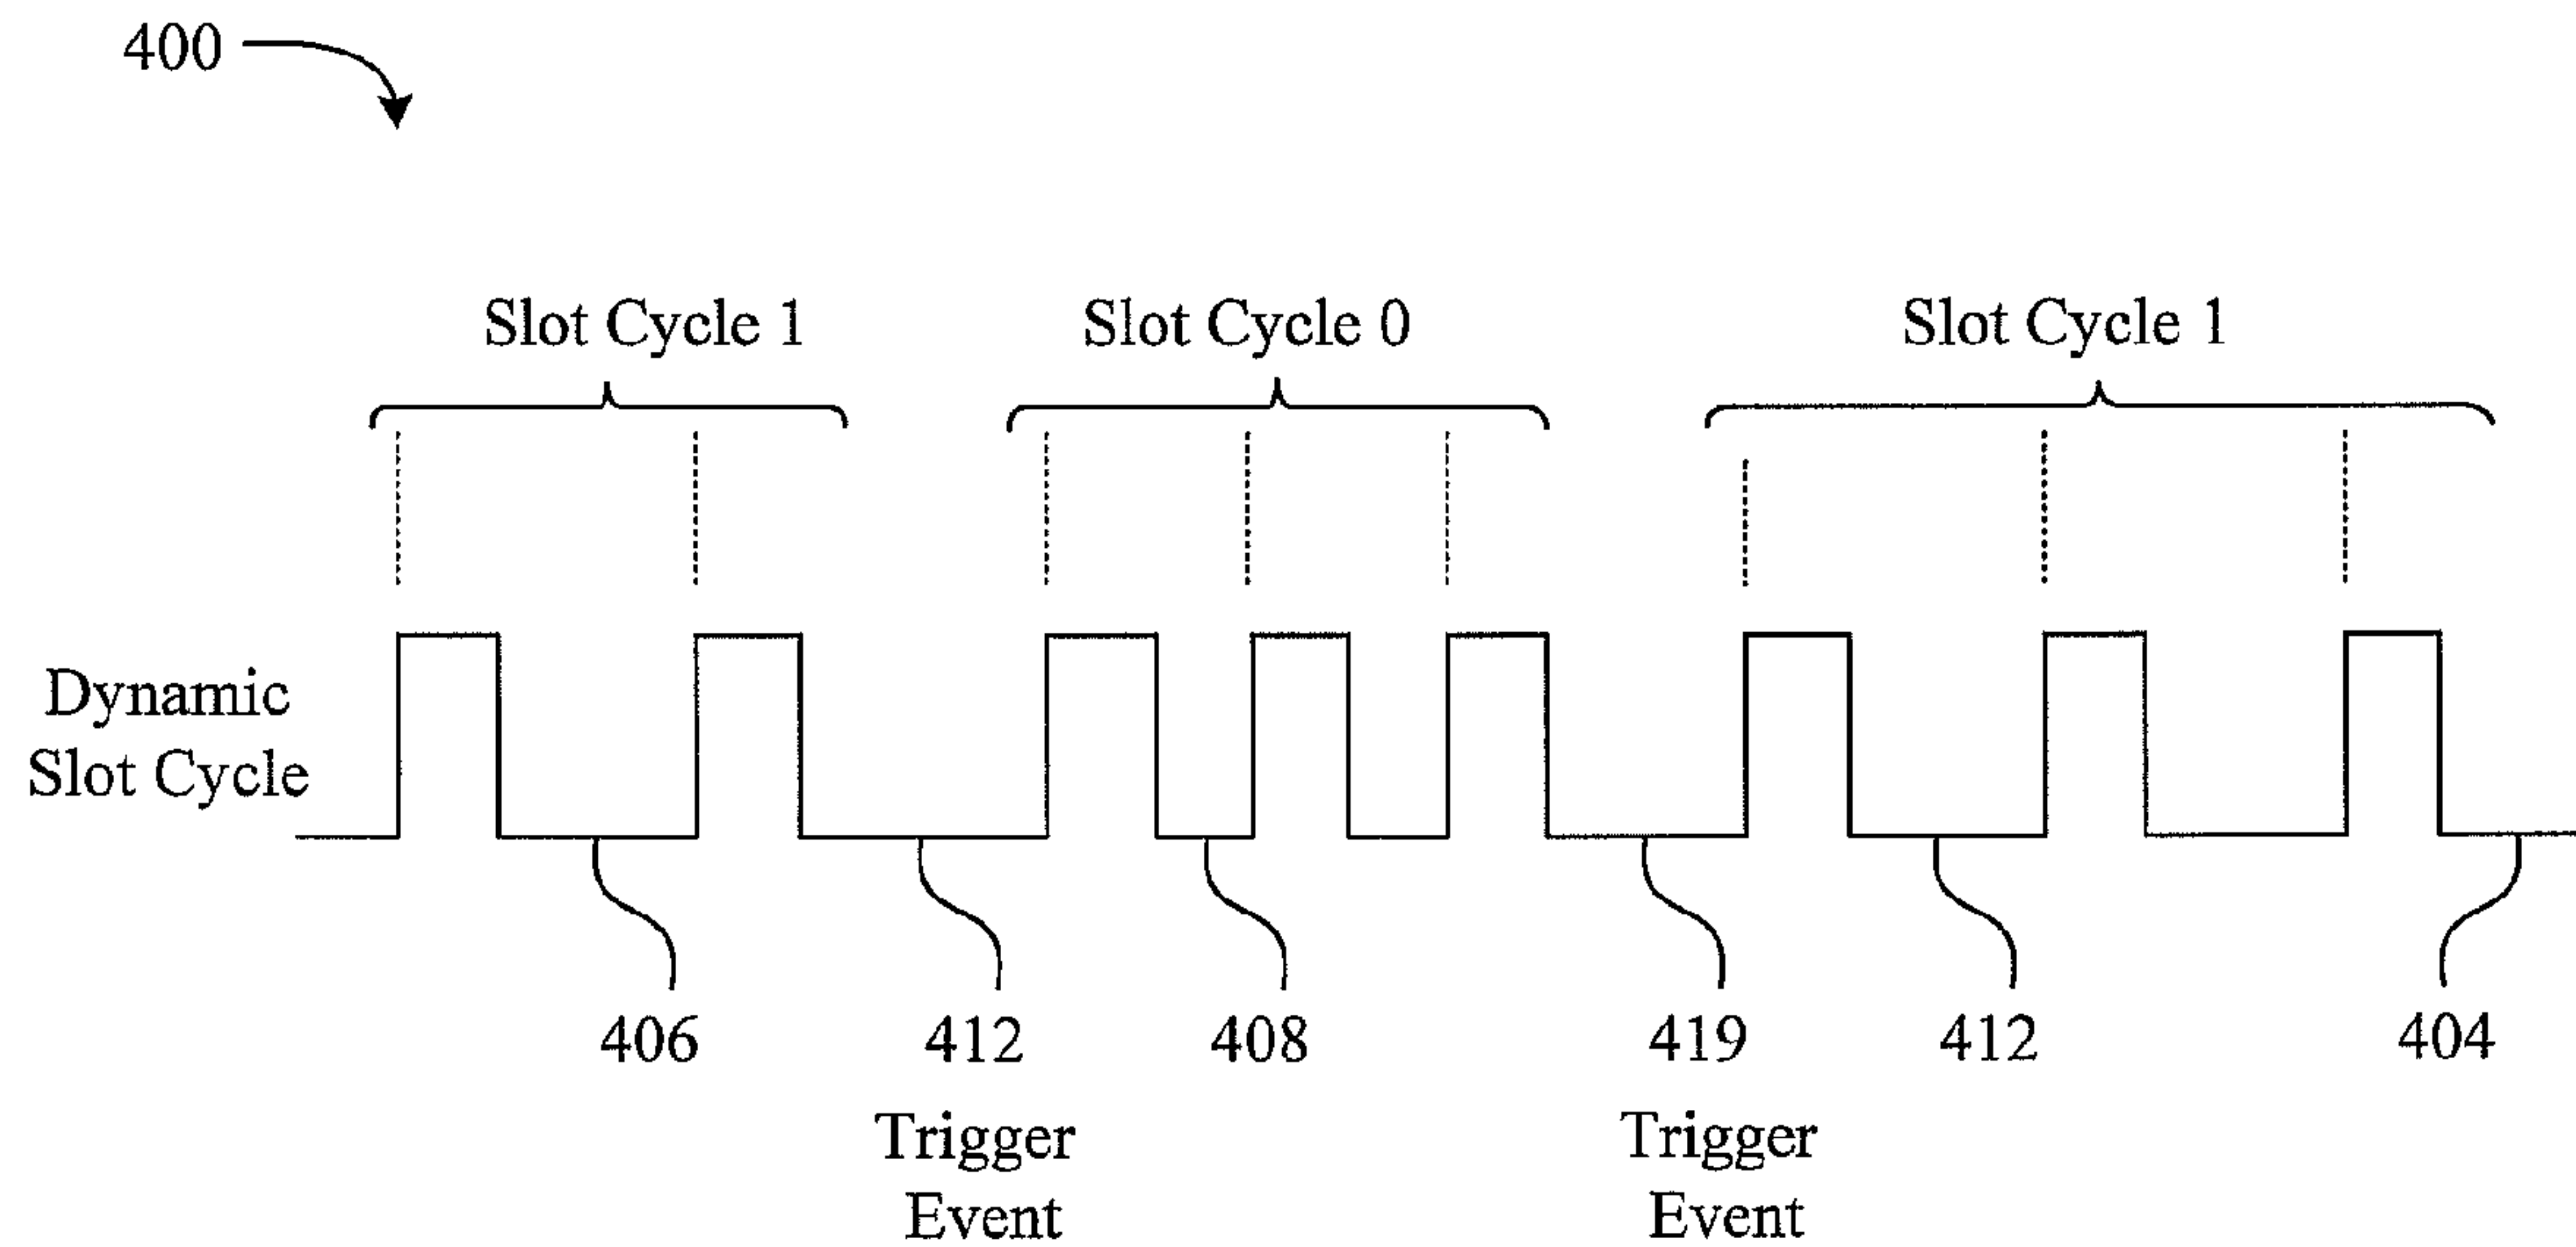 400
Slot Cycle 1
Slot Cycle 0
Slot Cycle 1
Dynamic
Slot Cycle
406
412
408
419
412
404
Trigger
Event
Trigger
Event